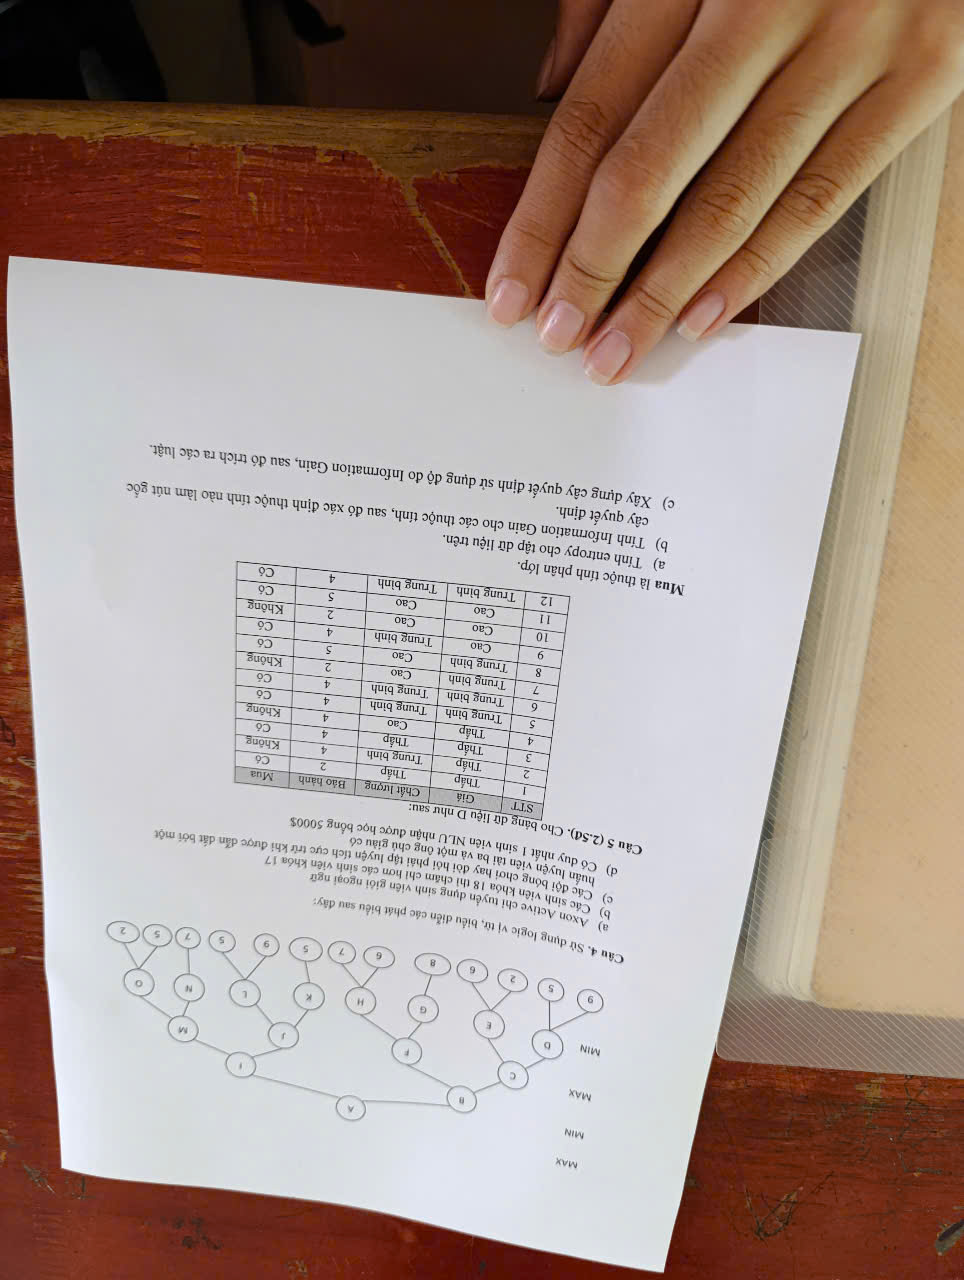 MAX
A
MIN
B I
MAX
C F J M
MIN
D E G H K L N O
9 5 2 6 8 6 7 5 9 5 7 5 2
Câu 4. Sử dụng logic vị từ, biểu diễn các phát biểu sau đây:
a) Axon Active chỉ tuyển dụng sinh viên giỏi ngoại ngữ
b) Các sinh viên khóa 18 thì chăm chỉ hơn các sinh viên khóa 17
c) Các đội bóng chơi hay đòi hỏi phải tập luyện tích cực trừ khi được dẫn dắt bởi một
huấn luyện viên tài ba và một ông chủ giàu có
d) Có duy nhất 1 sinh viên NLU nhận được học bổng 5000$
Câu 5 (2.5đ). Cho bảng dữ liệu D như sau:
STT Giá Chất lượng Bảo hành Mua
1 Thấp Thấp 2 Có
2 Thấp Trung bình 4 Không
3 Thấp Thấp 4 Có
4 Thấp Cao 4 Không
5 Trung bình Trung bình 4 Có
6 Trung bình Trung bình 4 Có
7 Trung bình Cao 2 Không
8 Trung bình Cao 5 Có
9 Cao Trung bình 4 Có
10 Cao Cao 2 Không
11 Cao Cao 5 Có
12 Trung bình Trung bình 4 Có
Mua là thuộc tính phân lớp.
a) Tính entropy cho tập dữ liệu trên.
b) Tính Information Gain cho các thuộc tính, sau đó xác định thuộc tính nào làm nút gốc
cây quyết định.
c) Xây dựng cây quyết định sử dụng độ đo Information Gain, sau đó trích ra các luật.